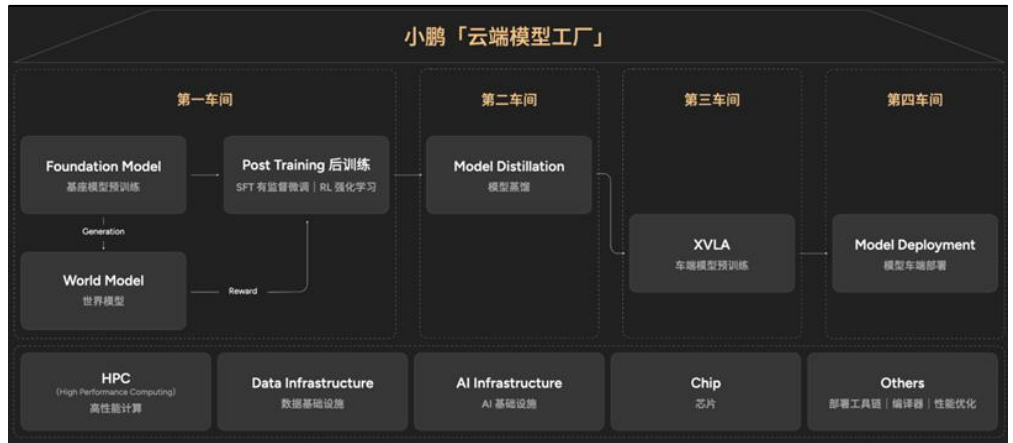 小鹏「云端模型工厂」
第一车间
第二车间
第三车间
第四车间
Foundation Model
基座模型预训练
Post Training 后训练
SFT 有监督微调｜RL 强化学习
Model Distillation
模型蒸馏
Generation
XVLA
车端模型预训练
Model Deployment
模型车端部署
World Model
世界模型
Reward
HPC
(High Performance Computing)
高性能计算
Data Infrastructure
数据基础设施
AI Infrastructure
AI 基础设施
Chip
芯片
Others
部署工具链｜编译器｜性能优化